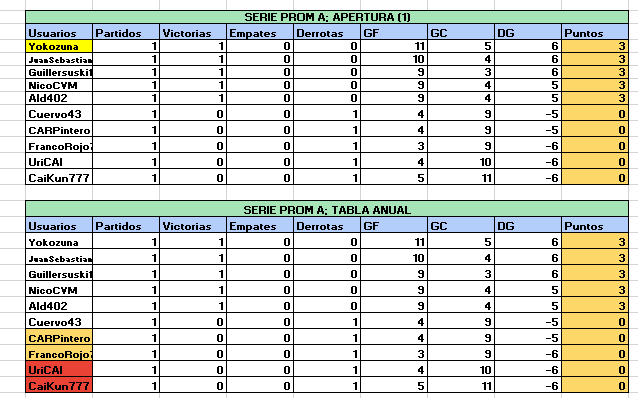 SERIE PROM A; APERTURA (1)
Usuarios Partidos Victorias Empates Derrotas GF GC DG Puntos
Yokozuna 1 1 0 0 11 5 6 3
JuanSebastian 1 1 0 0 10 4 6 3
Guillersuski1 1 1 0 0 9 3 6 3
NicoCVM 1 1 0 0 9 4 5 3
Ald402 1 1 0 0 9 4 5 3
Cuervo43 1 0 0 1 4 9 -5 0
CARPintero 1 0 0 1 4 9 -5 0
FrancoRojo 1 0 0 1 3 9 -6 0
UriCAI 1 0 0 1 4 10 -6 0
CaiKun777 1 0 0 1 5 11 -6 0
SERIE PROM A; TABLA ANUAL
Usuarios Partidos Victorias Empates Derrotas GF GC DG Puntos
Yokozuna 1 1 0 0 11 5 6 3
JuanSebastian 1 1 0 0 10 4 6 3
Guillersuski1 1 1 0 0 9 3 6 3
NicoCVM 1 1 0 0 9 4 5 3
Ald402 1 1 0 0 9 4 5 3
Cuervo43 1 0 0 1 4 9 -5 0
CARPintero 1 0 0 1 4 9 -5 0
FrancoRojo 1 0 0 1 3 9 -6 0
UriCAI 1 0 0 1 4 10 -6 0
CaiKun777 1 0 0 1 5 11 -6 0